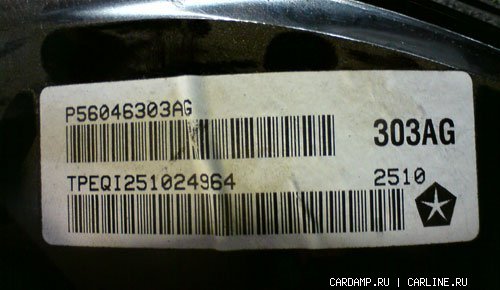 P56046303AG
303AG
TPEQI251024964 2510
CARDAMP.RU | CARLINE.RU